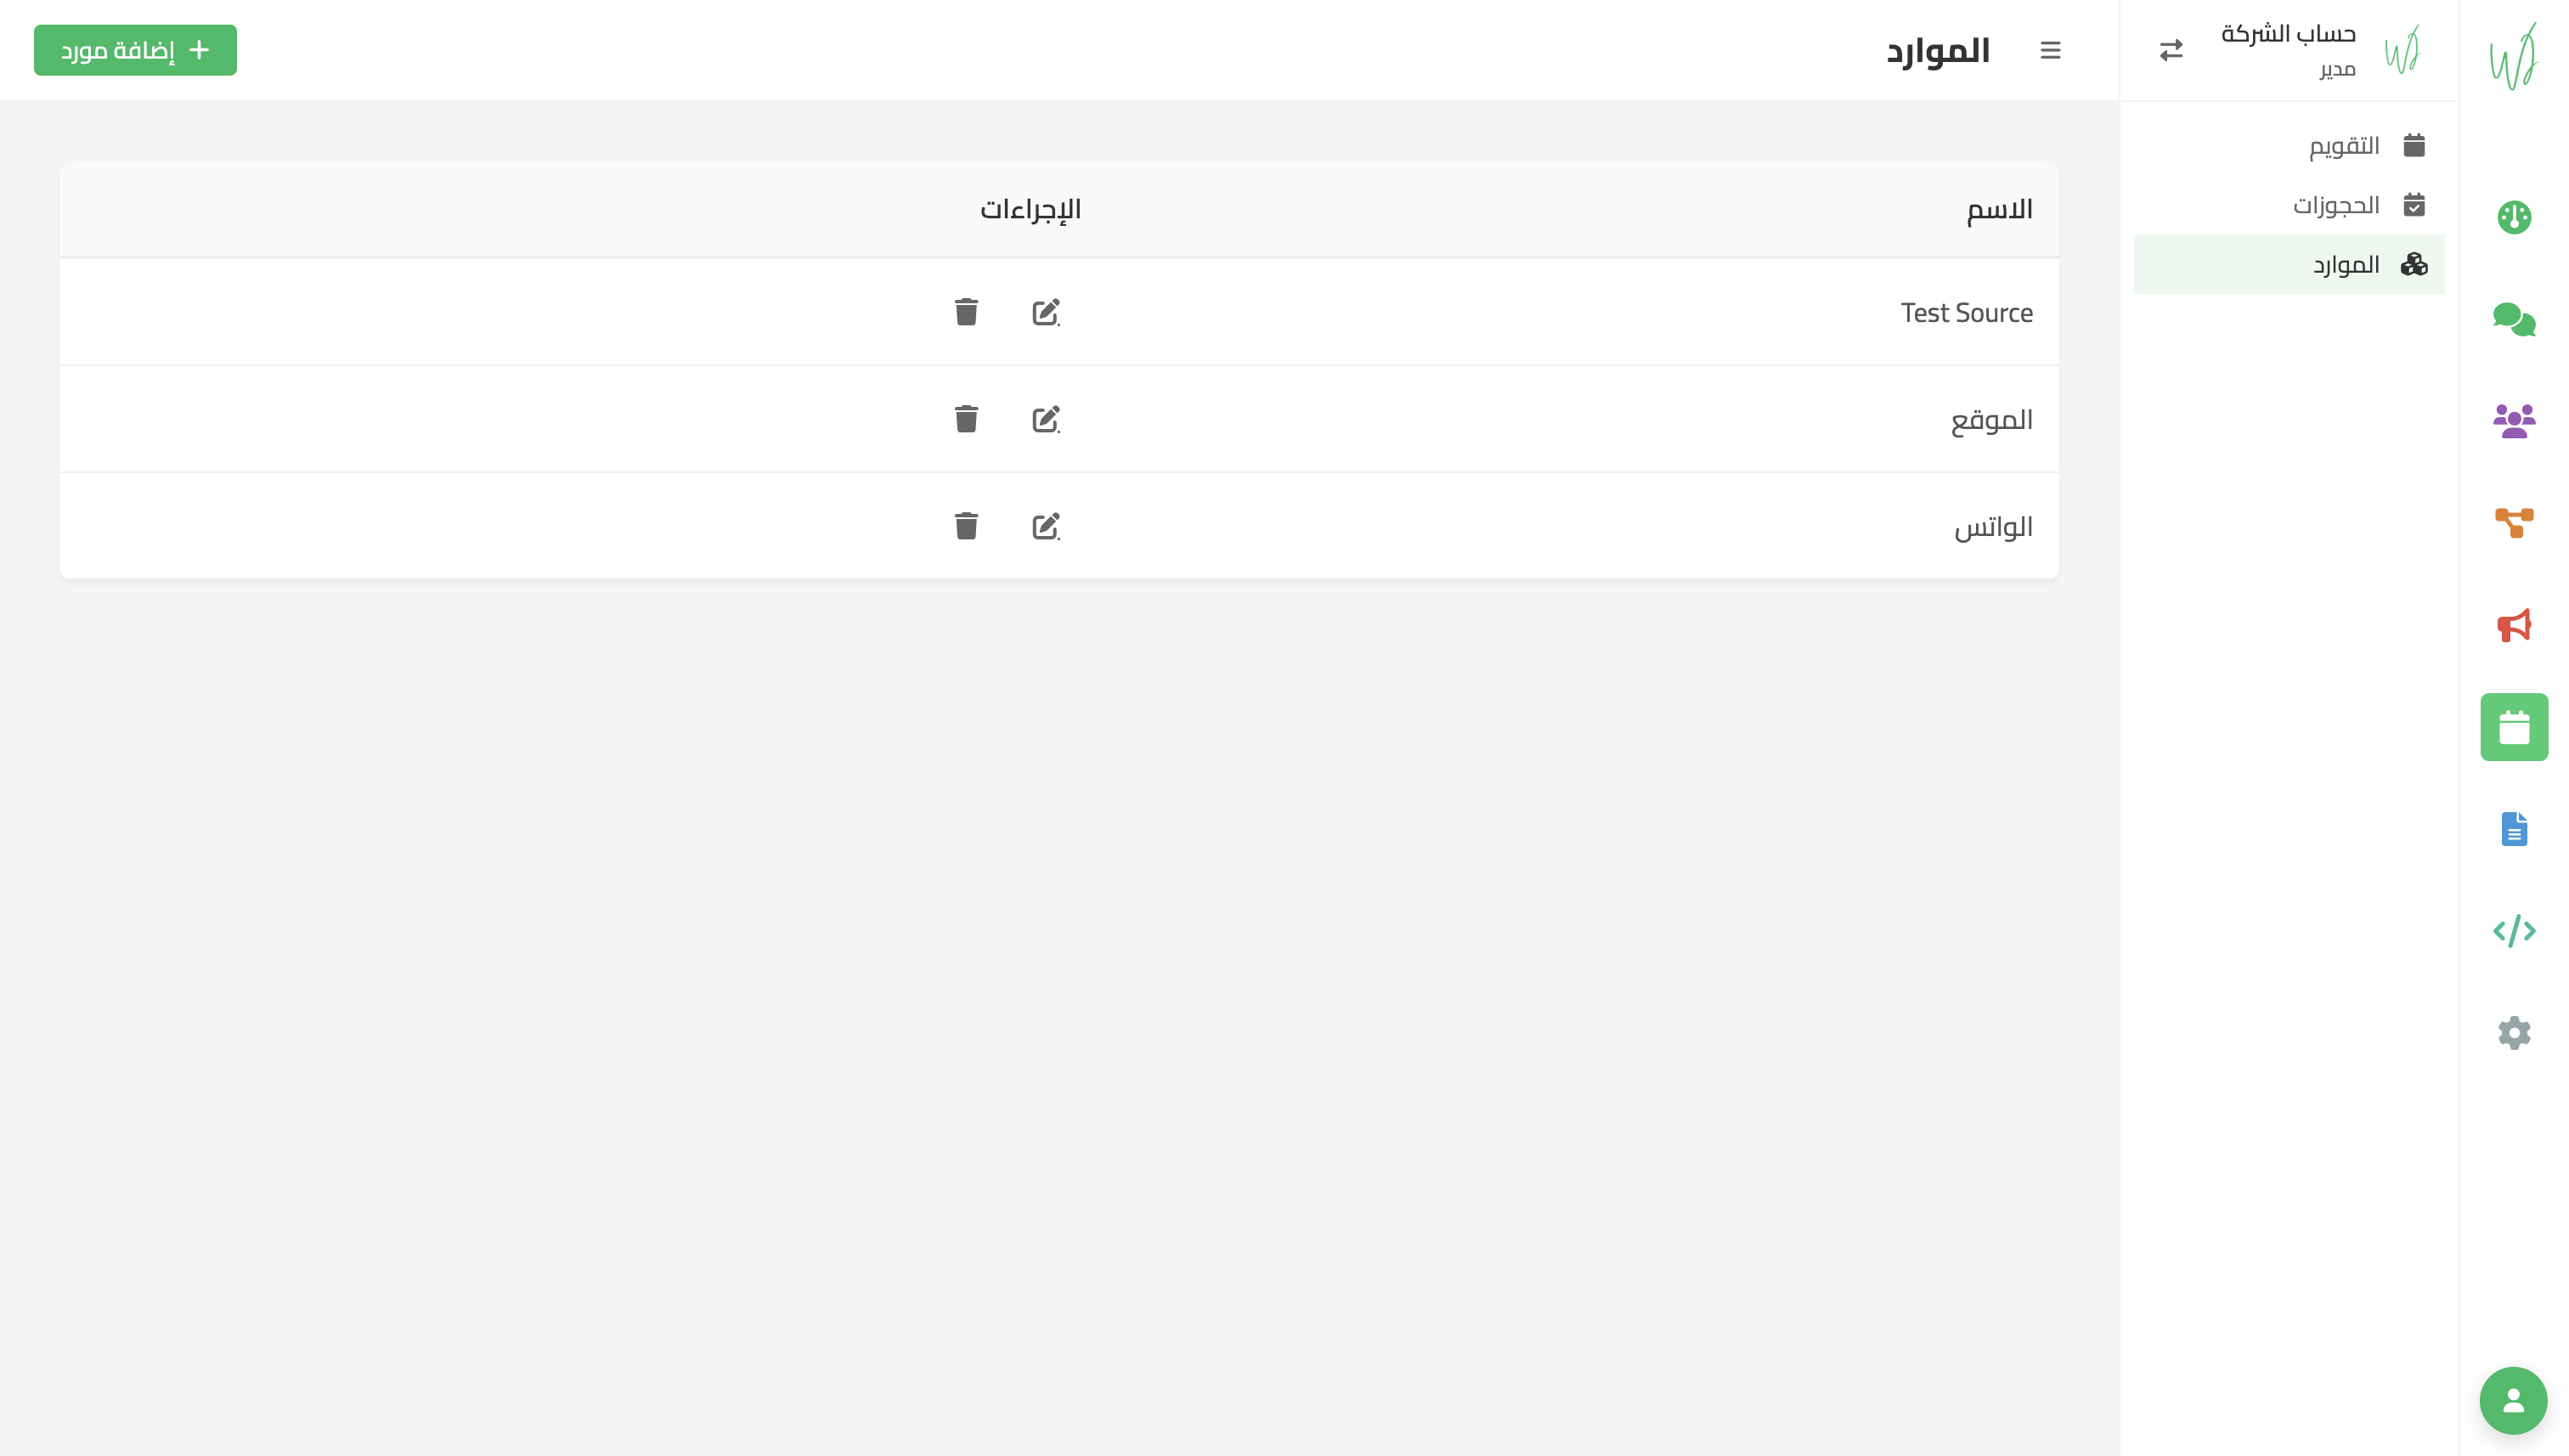 حساب الشركة
مدير
التقويم
الحجوزات
الموارد
الموارد
إضافة مورد
الاسم الإجراءات
Test Source
الموقع
الواتس